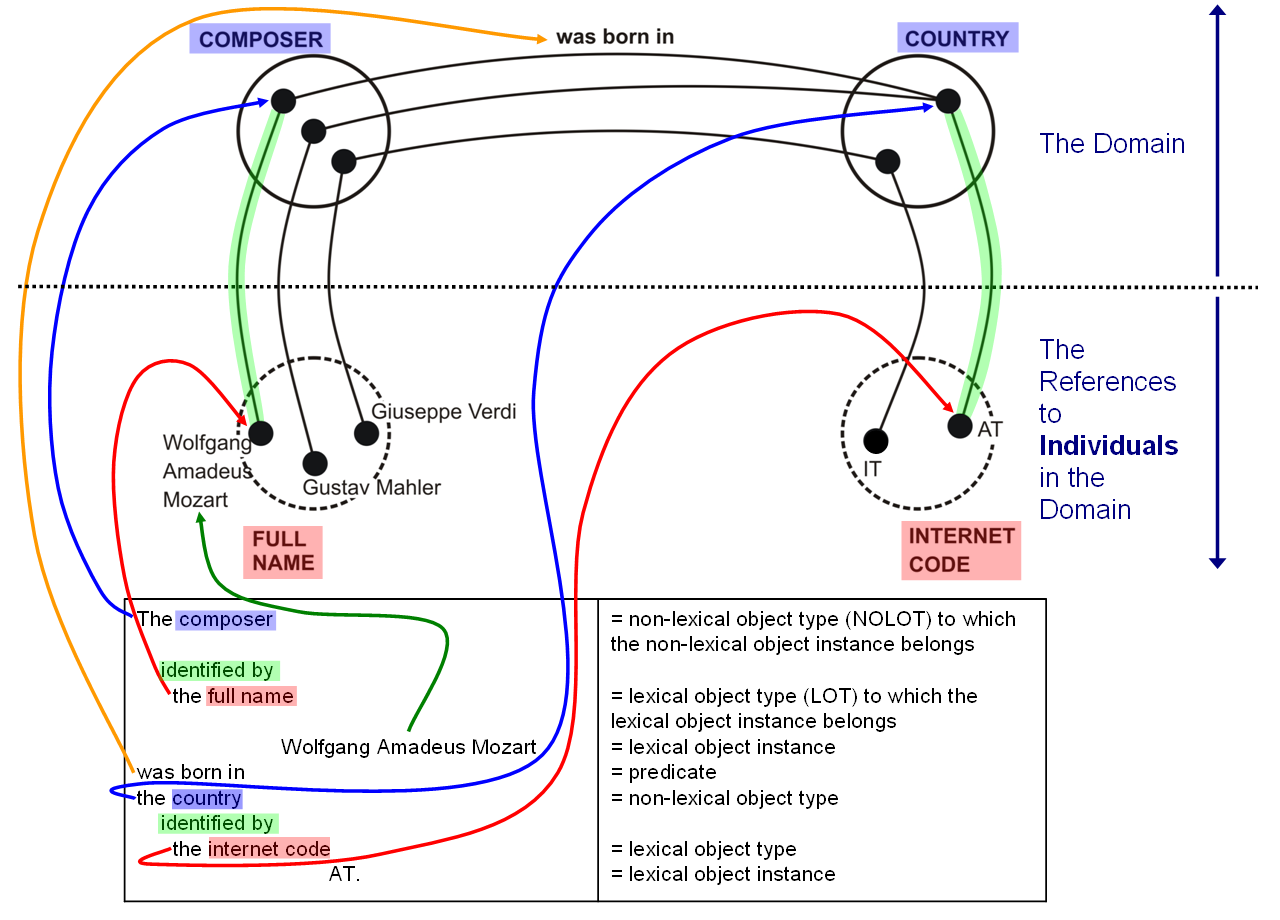 COMPOSER
was born in
COUNTRY
The Domain
The
References
to
Individuals
in the
Domain
Giuseppe Verdi
Wolfgang
Amadeus
Mozart
Gustav Mahler
AT
IT
FULL
NAME
INTERNET
CODE
The composer
= non-lexical object type (NOLOT) to which
the non-lexical object instance belongs
identified by
the full name
= lexical object type (LOT) to which the
lexical object instance belongs
Wolfgang Amadeus Mozart
= lexical object instance
was born in
= predicate
the country
= non-lexical object type
identified by
the internet code
= lexical object type
AT.
= lexical object instance